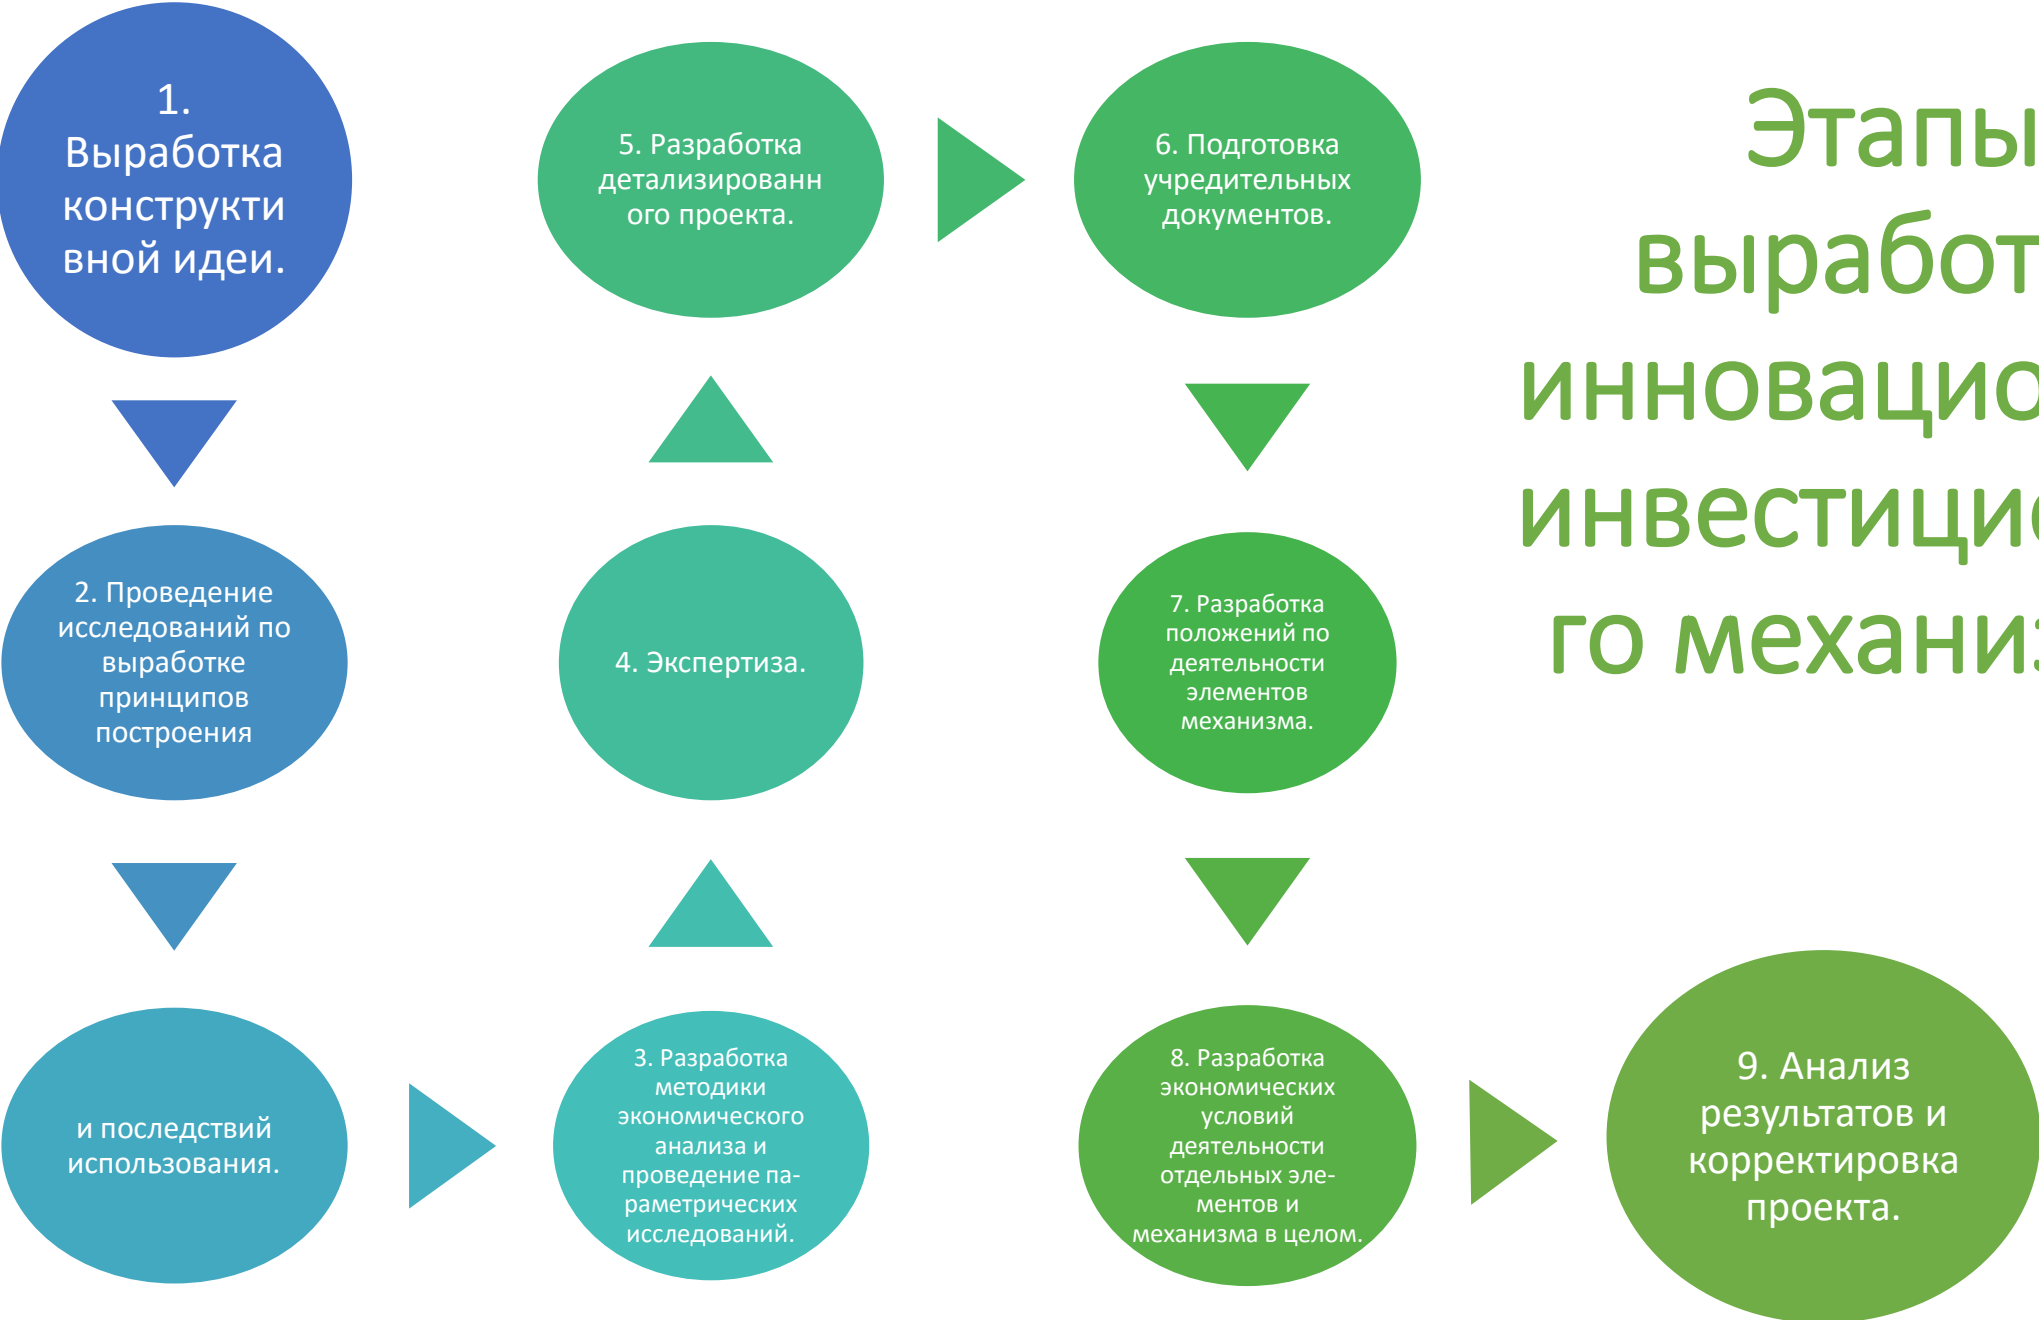 1.
Выработка
конструкти
вной идеи.
2. Проведение
исследований по
выработке
принципов
построения
и последствий
использования.
3. Разработка
методики
экономического
анализа и
проведение па-
раметрических
исследований.
4. Экспертиза.
5. Разработка
детализированн
ого проекта.
6. Подготовка
учредительных
документов.
7. Разработка
положений по
деятельности
элементов
механизма.
8. Разработка
экономических
условий
деятельности
отдельных эле-
ментов и
механизма в целом.
9. Анализ
результатов и
корректировка
проекта.
Этапы
выработ
инновацио
инвестицио
го механиз